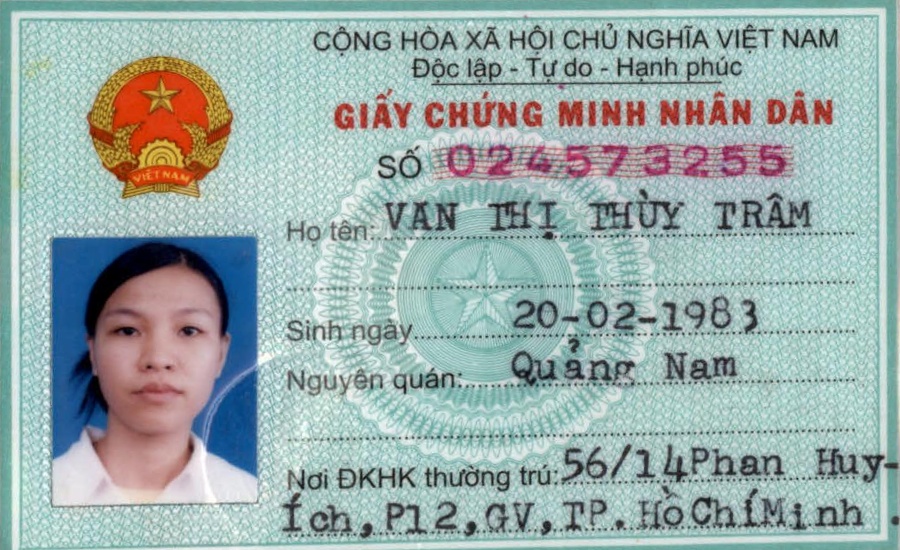 CỘNG HÒA XÃ HỘI CHỦ NGHĨA VIỆT NAM
Độc lập - Tự do - Hạnh phúc
GIẤY CHỨNG MINH NHÂN DÂN
SỐ 024573255
VIỆT NAM
Họ tên: VAN THỊ THÙY TRÂM
Sinh ngày 20-02-1983
Nguyên quán: Quảng Nam
Nơi ĐKHK thường trú: 56/14Phan Huy-
Ích,P12,GV,TP.HồChíMinh .